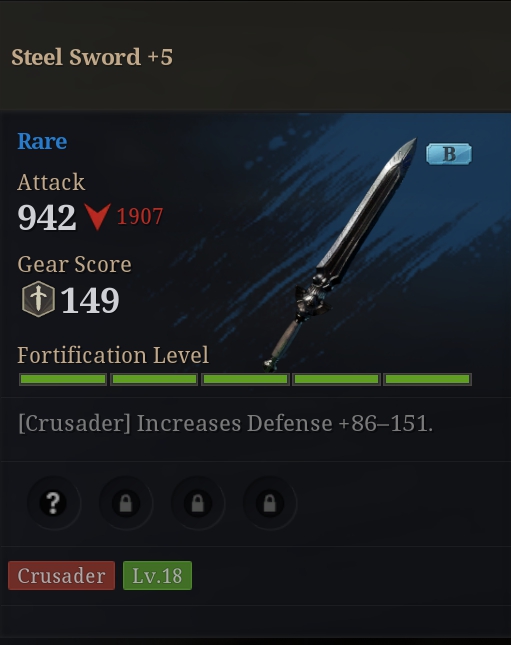 Steel Sword +5
Rare
B
Attack
942 1907
Gear Score
149
Fortification Level
[Crusader] Increases Defense +86–151.
?
Crusader Lv.18